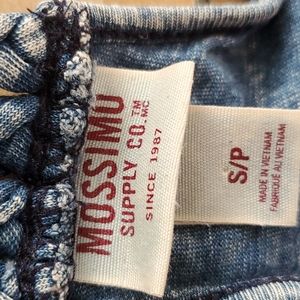 MOSSIMO
SUPPLY CO.™
MC
SINCE 1987
S/P
MADE IN VIETNAM
FABRIQUÉ AU VIETNAM